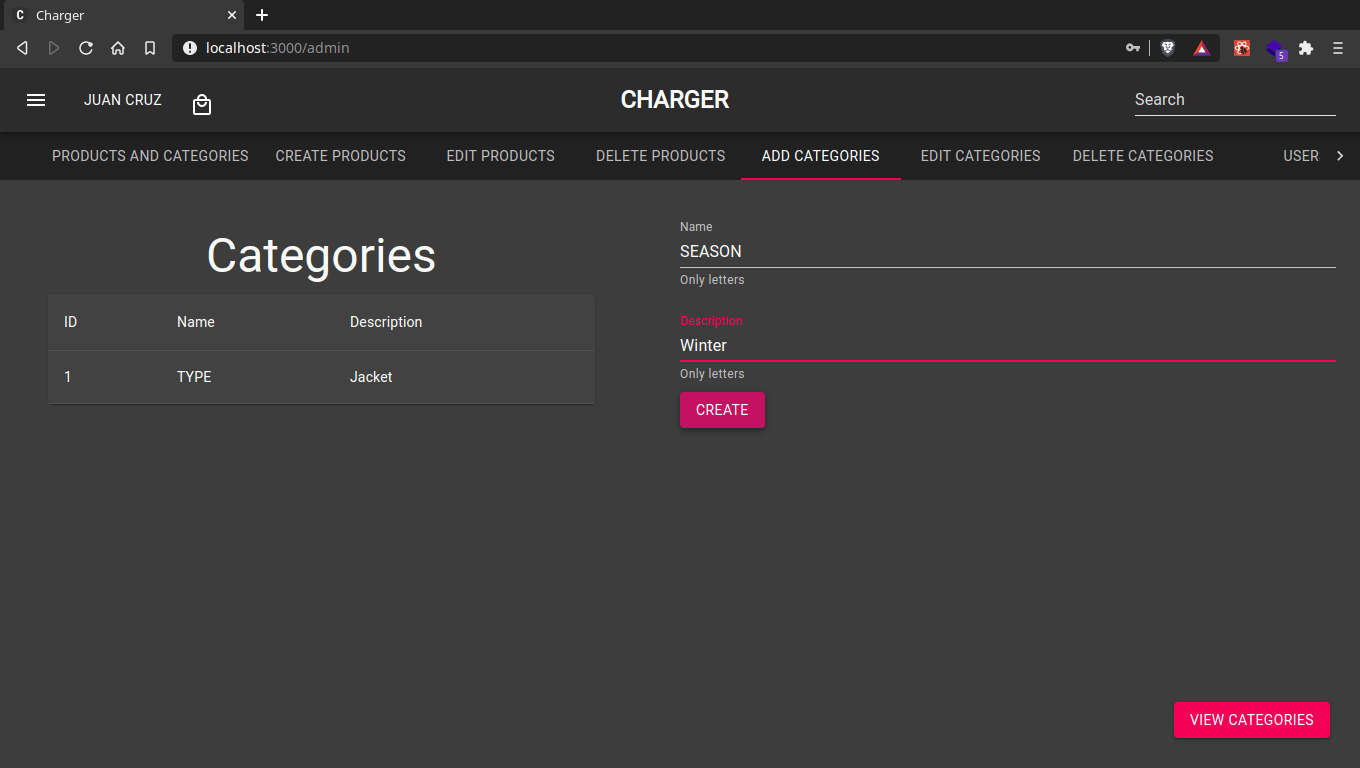 C Charger
localhost:3000/admin
5
JUAN CRUZ
CHARGER
Search
PRODUCTS AND CATEGORIES CREATE PRODUCTS EDIT PRODUCTS DELETE PRODUCTS ADD CATEGORIES EDIT CATEGORIES DELETE CATEGORIES USER
Categories
ID Name Description
1 TYPE Jacket
Name
SEASON
Only letters
Description
Winter
Only letters
CREATE
VIEW CATEGORIES